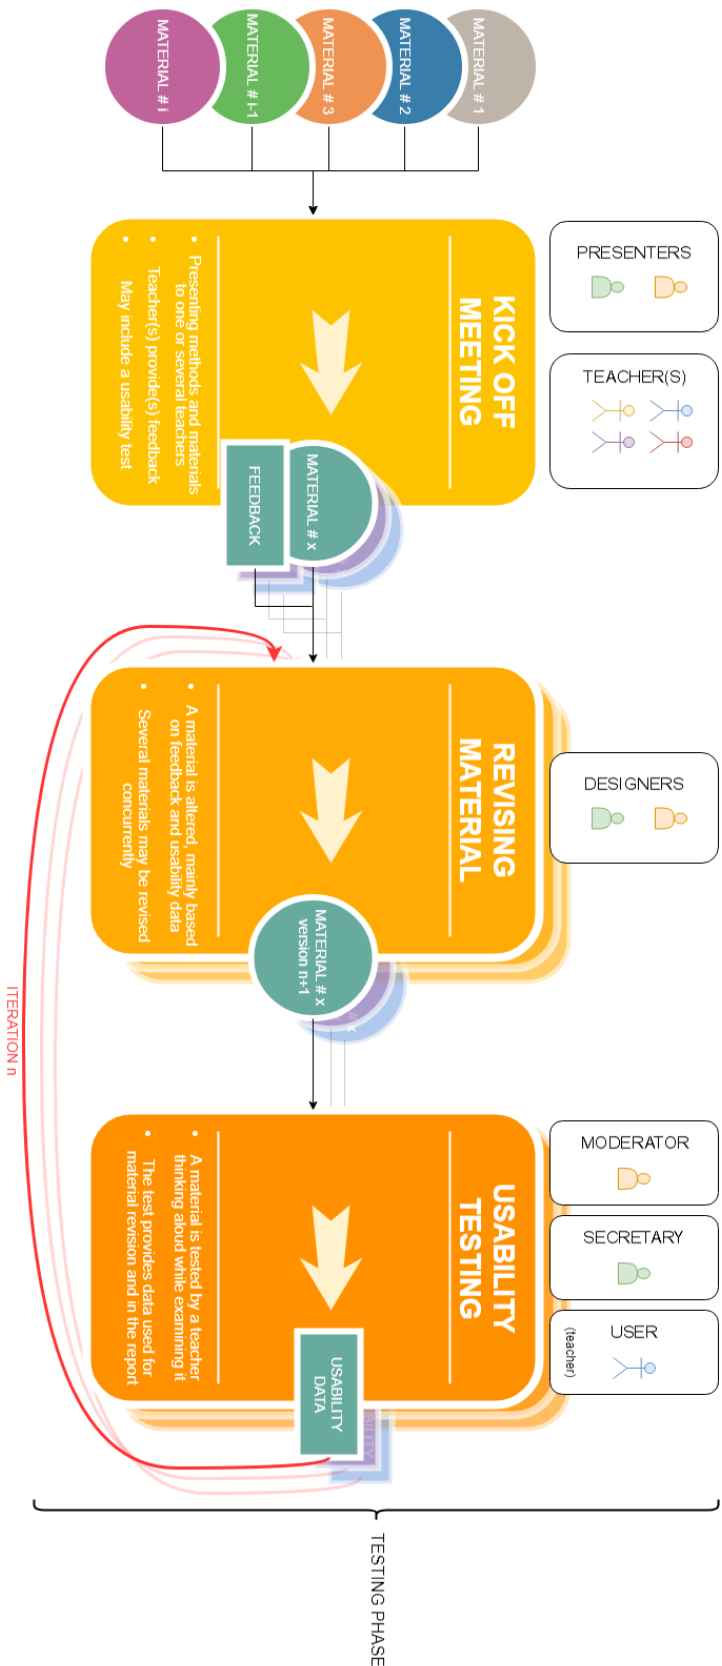 MATERIAL # i
MATERIAL # i-1
MATERIAL # 3
MATERIAL # 2
MATERIAL # 1
PRESENTERS
TEACHER(S)
KICK OFF
MEETING
• Presenting methods and materials
to one or several teachers
• Teacher(s) provide(s) feedback
• May include a usability test
MATERIAL # x
FEEDBACK
DESIGNERS
REVISING
MATERIAL
• A material is altered, mainly based
on feedback and usability data
• Several materials may be revised
concurrently
MATERIAL # x
version n+1
# x
MODERATOR
SECRETARY
USER
(teacher)
USABILITY
TESTING
• A material is tested by a teacher
thinking aloud while examining it
• The test provides data used for
material revision and in the report
USABILITY
DATA
ITERATION n
TESTING PHASE